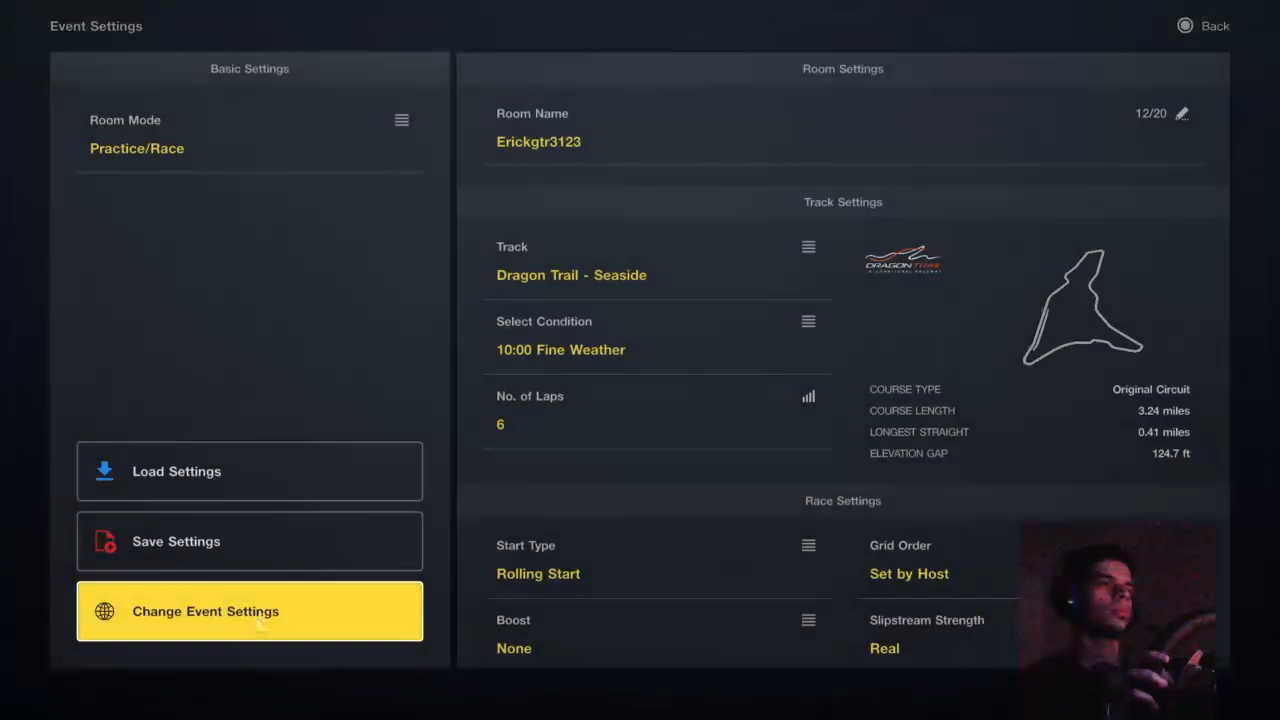 Event Settings
Back
Basic Settings
Room Mode
Practice/Race
Load Settings
Save Settings
Change Event Settings
Room Settings
Room Name
12/20
Erickgtr3123
Track Settings
Track
Dragon Trail - Seaside
DRAGON TRAIL
Select Condition
10:00 Fine Weather
No. of Laps
6
COURSE TYPE Original Circuit
COURSE LENGTH 3.24 miles
LONGEST STRAIGHT 0.41 miles
ELEVATION GAP 124.7 ft
Race Settings
Start Type
Rolling Start
Grid Order
Set by Host
Boost
None
Slipstream Strength
Real